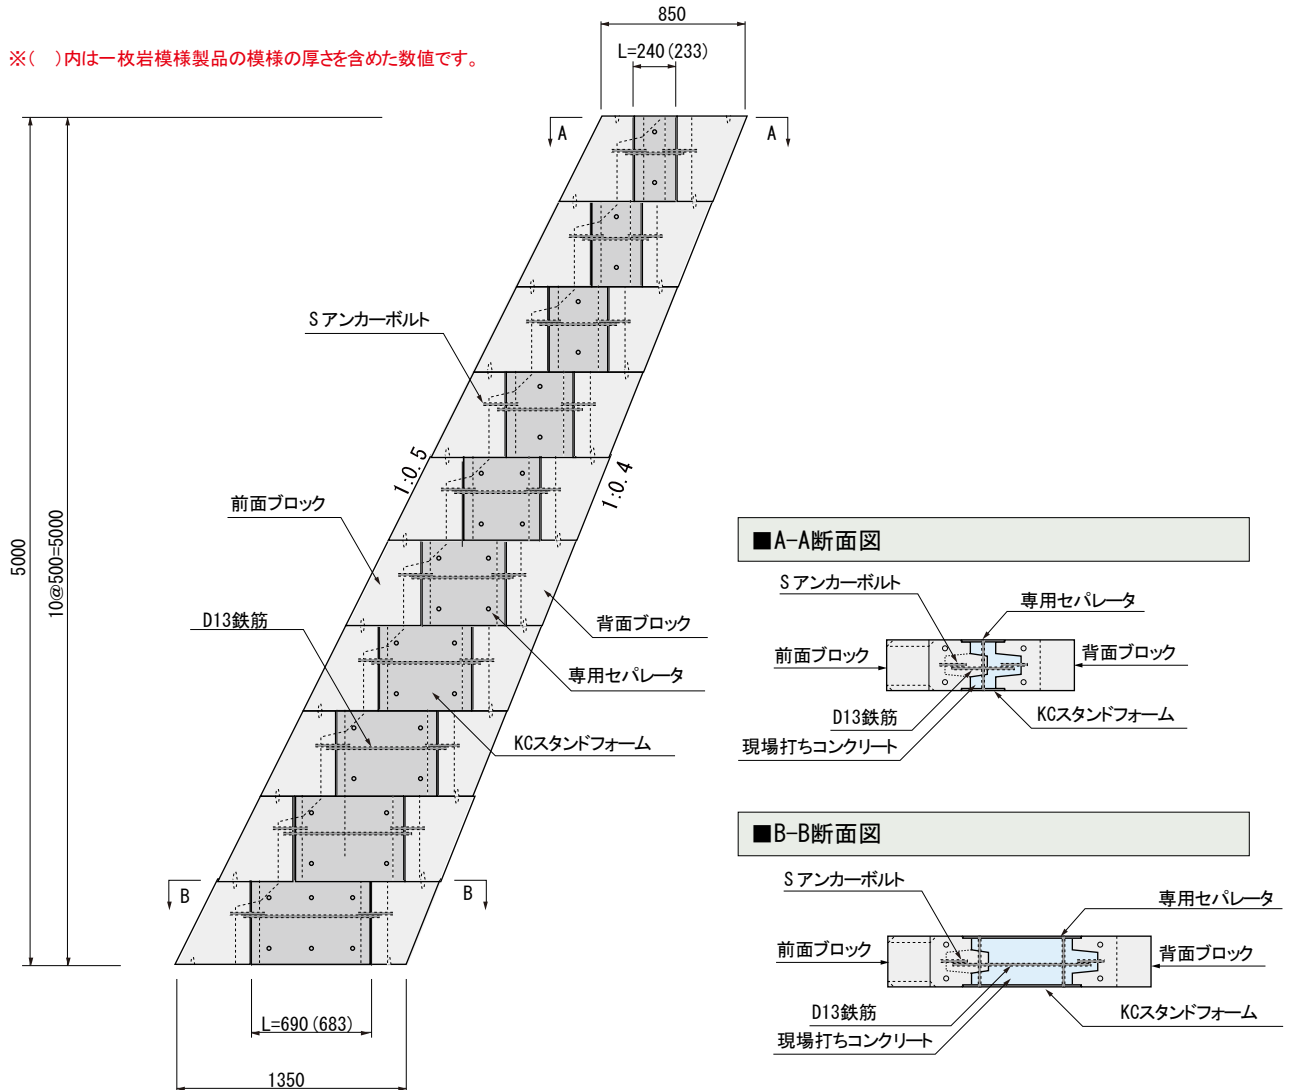 ※(　)内は一枚岩模様製品の模様の厚さを含めた数値です。
850
L=240(233)
A
A
5000
10@500=5000
Sアンカーボルト
1:0.5
1:0.4
前面ブロック
D13鉄筋
背面ブロック
専用セパレータ
KCスタンドフォーム
B
B
L=690(683)
1350
■A-A断面図
Sアンカーボルト
専用セパレータ
前面ブロック
背面ブロック
D13鉄筋
KCスタンドフォーム
現場打ちコンクリート
■B-B断面図
Sアンカーボルト
専用セパレータ
前面ブロック
背面ブロック
D13鉄筋
KCスタンドフォーム
現場打ちコンクリート